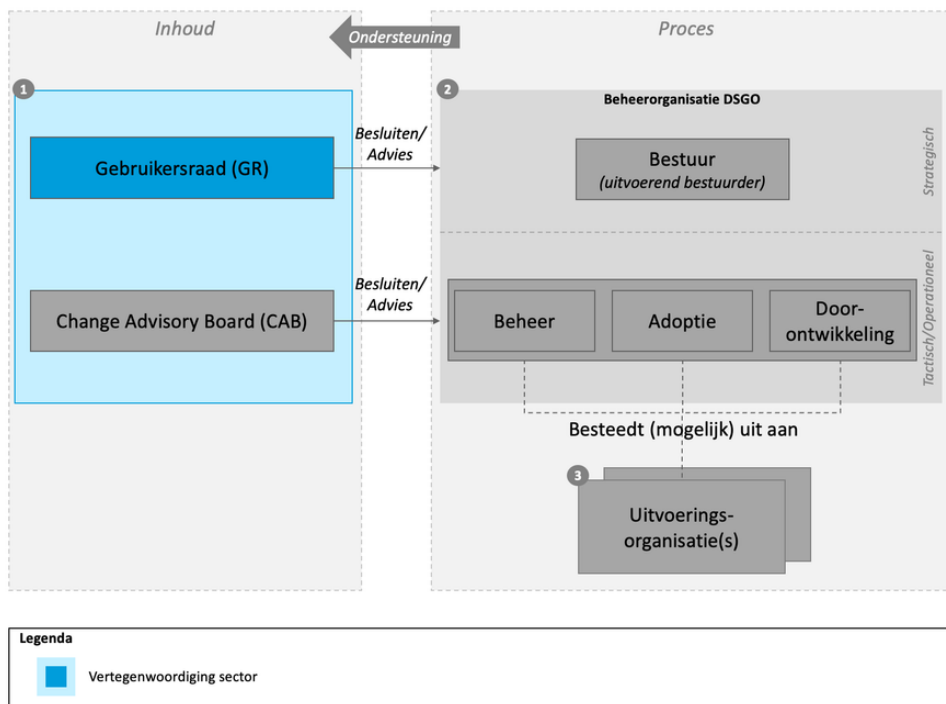 Inhoud
Ondersteuning
Proces
1
Gebruikersraad (GR)
Besluiten/
Advies
Change Advisory Board (CAB)
Besluiten/
Advies
2
Beheerorganisatie DSGO
Bestuur
(uitvoerend bestuurder)
Strategisch
Beheer
Adoptie
Door-
ontwikkeling
Tactisch/Operationeel
Besteedt (mogelijk) uit aan
3
Uitvoerings-
organisatie(s)
Legenda
Vertegenwoordiging sector